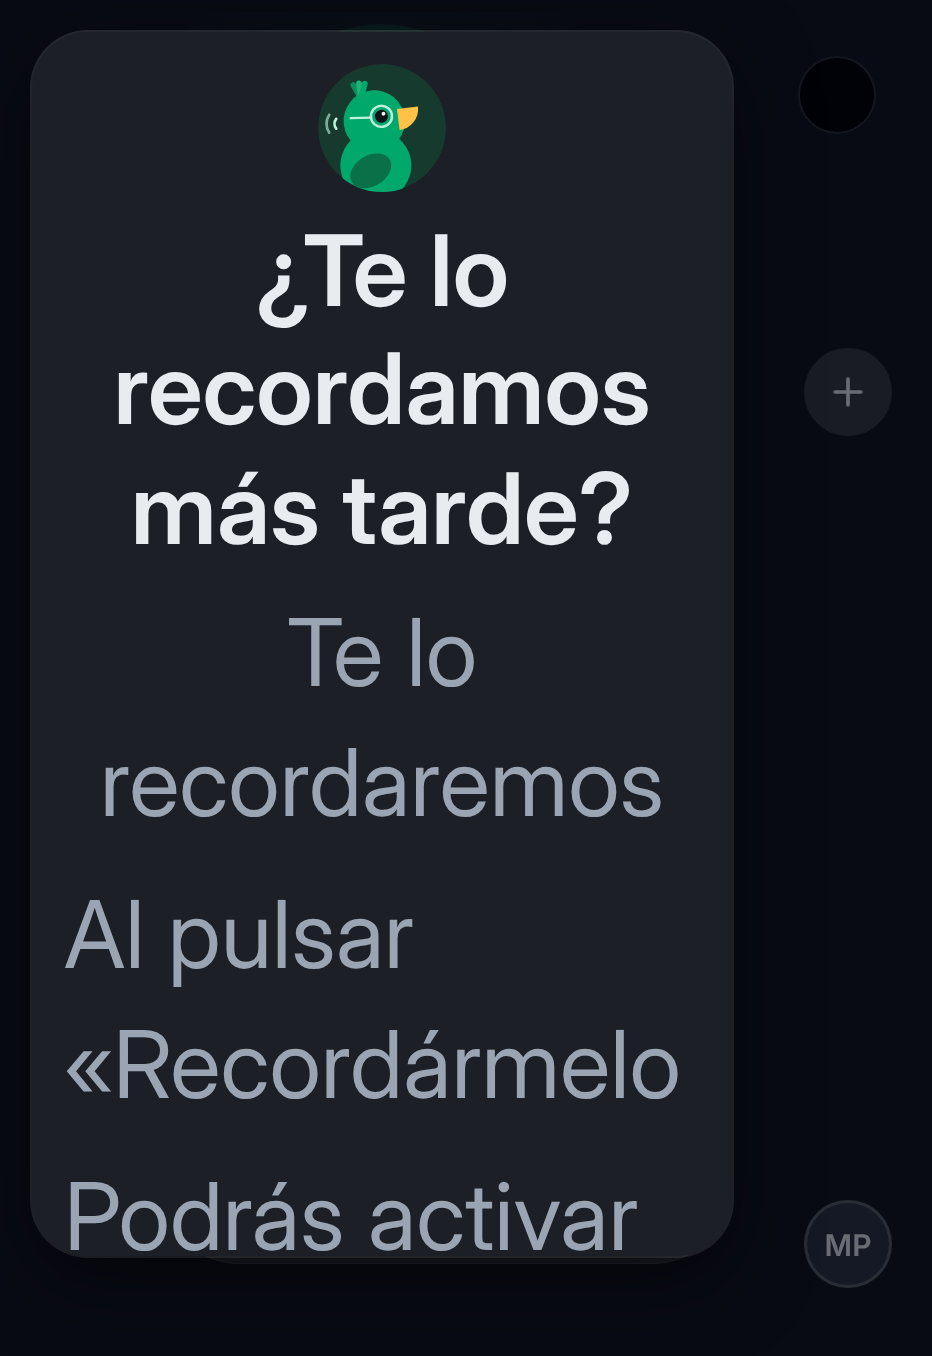 ¿Te lo
recordamos
más tarde?
Te lo
recordaremos
Al pulsar
«Recordármelo
Podrás activar
MP